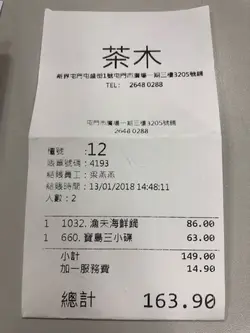 茶木
新界屯門屯盛街1號屯門市廣場一期三樓3205號舖
TEL: 2648 0288
屯門市廣場一期三樓3205號舖
2648 0288
檯號 :12
賬單號碼 : 4193
結賬員工 : 梁燕燕
結賬時間 : 13/01/2018 14:48:11
人數 : 2
1 1032. 漁夫海鮮鍋 86.00
1 660. 寶島三小碟 63.00
小計 149.00
加一服務費 14.90
總計 163.90